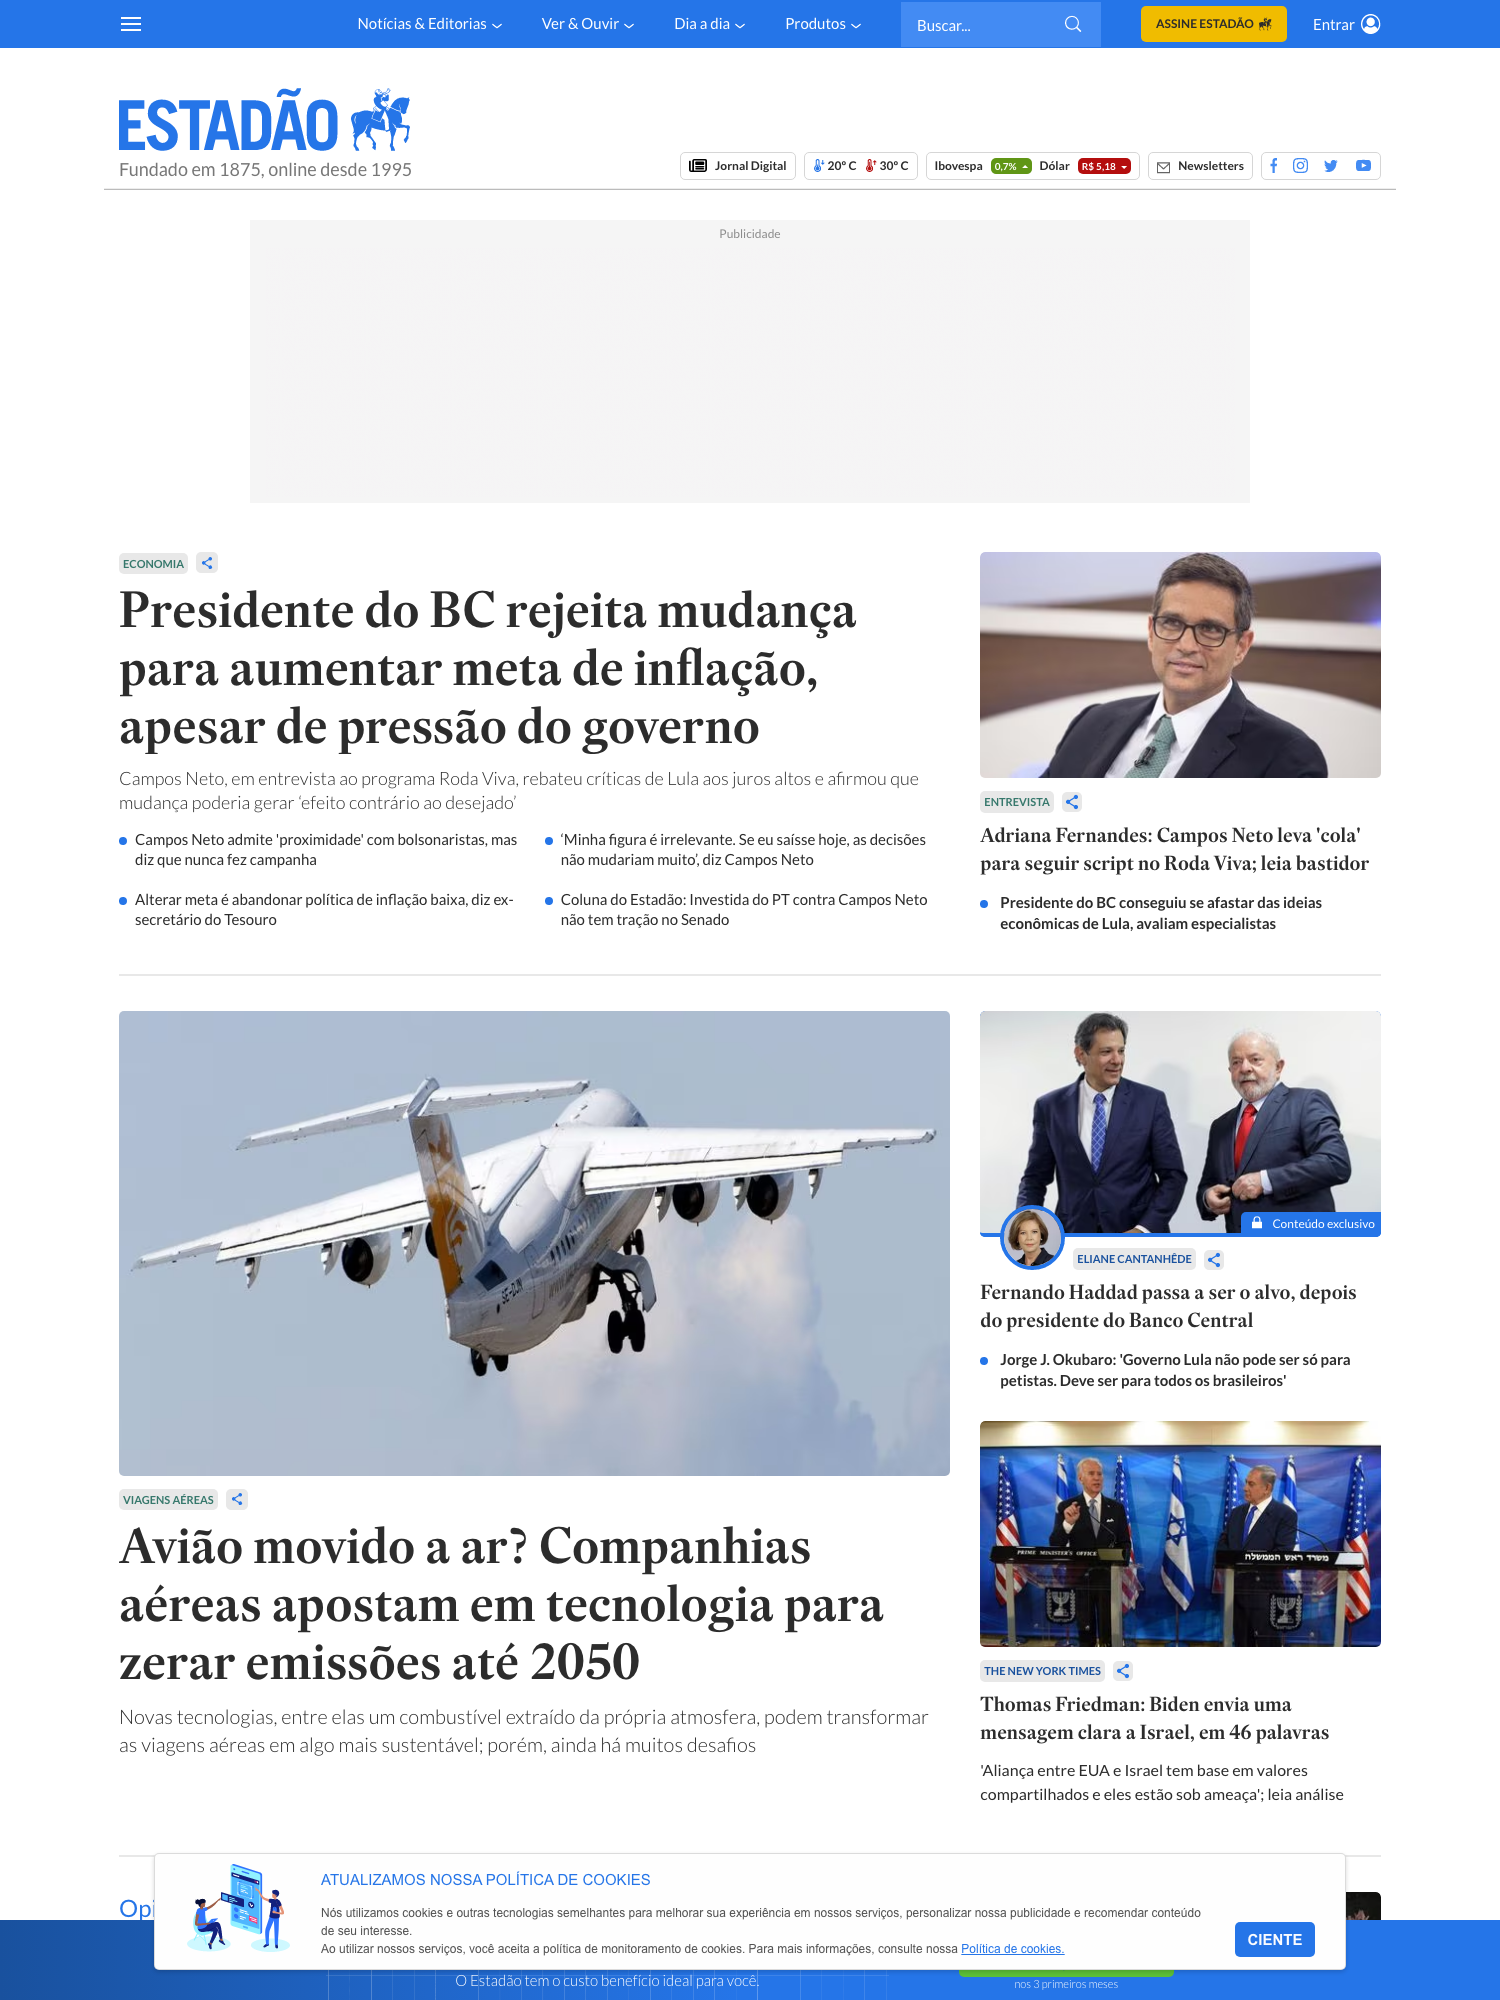 Notícias & Editorias
Ver & Ouvir
Dia a dia
Produtos
Buscar...
ASSINE ESTADÃO
Entrar
ESTADÃO
Fundado em 1875, online desde 1995
Jornal Digital
20º C 30º C
Ibovespa 0,7% Dólar R$ 5,18
Newsletters
Publicidade
ECONOMIA
Presidente do BC rejeita mudança
para aumentar meta de inflação,
apesar de pressão do governo
Campos Neto, em entrevista ao programa Roda Viva, rebateu críticas de Lula aos juros altos e afirmou que
mudança poderia gerar ‘efeito contrário ao desejado’
Campos Neto admite 'proximidade' com bolsonaristas, mas
diz que nunca fez campanha
‘Minha figura é irrelevante. Se eu saísse hoje, as decisões
não mudariam muito’, diz Campos Neto
Alterar meta é abandonar política de inflação baixa, diz ex-
secretário do Tesouro
Coluna do Estadão: Investida do PT contra Campos Neto
não tem tração no Senado
ENTREVISTA
Adriana Fernandes: Campos Neto leva 'cola'
para seguir script no Roda Viva; leia bastidor
Presidente do BC conseguiu se afastar das ideias
econômicas de Lula, avaliam especialistas
VIAGENS AÉREAS
Avião movido a ar? Companhias
aéreas apostam em tecnologia para
zerar emissões até 2050
Novas tecnologias, entre elas um combustível extraído da própria atmosfera, podem transformar
as viagens aéreas em algo mais sustentável; porém, ainda há muitos desafios
Conteúdo exclusivo
ELIANE CANTANHÊDE
Fernando Haddad passa a ser o alvo, depois
do presidente do Banco Central
Jorge J. Okubaro: 'Governo Lula não pode ser só para
petistas. Deve ser para todos os brasileiros'
PRIME MINISTER'S OFFICE
משרד ראש הממשלה
THE NEW YORK TIMES
Thomas Friedman: Biden envia uma
mensagem clara a Israel, em 46 palavras
'Aliança entre EUA e Israel tem base em valores
compartilhados e eles estão sob ameaça'; leia análise
Opi
ATUALIZAMOS NOSSA POLÍTICA DE COOKIES
Nós utilizamos cookies e outras tecnologias semelhantes para melhorar sua experiência em nossos serviços, personalizar nossa publicidade e recomendar conteúdo
de seu interesse.
Ao utilizar nossos serviços, você aceita a política de monitoramento de cookies. Para mais informações, consulte nossa Política de cookies.
CIENTE
O Estadão tem o custo benefício ideal para você.
nos 3 primeiros meses